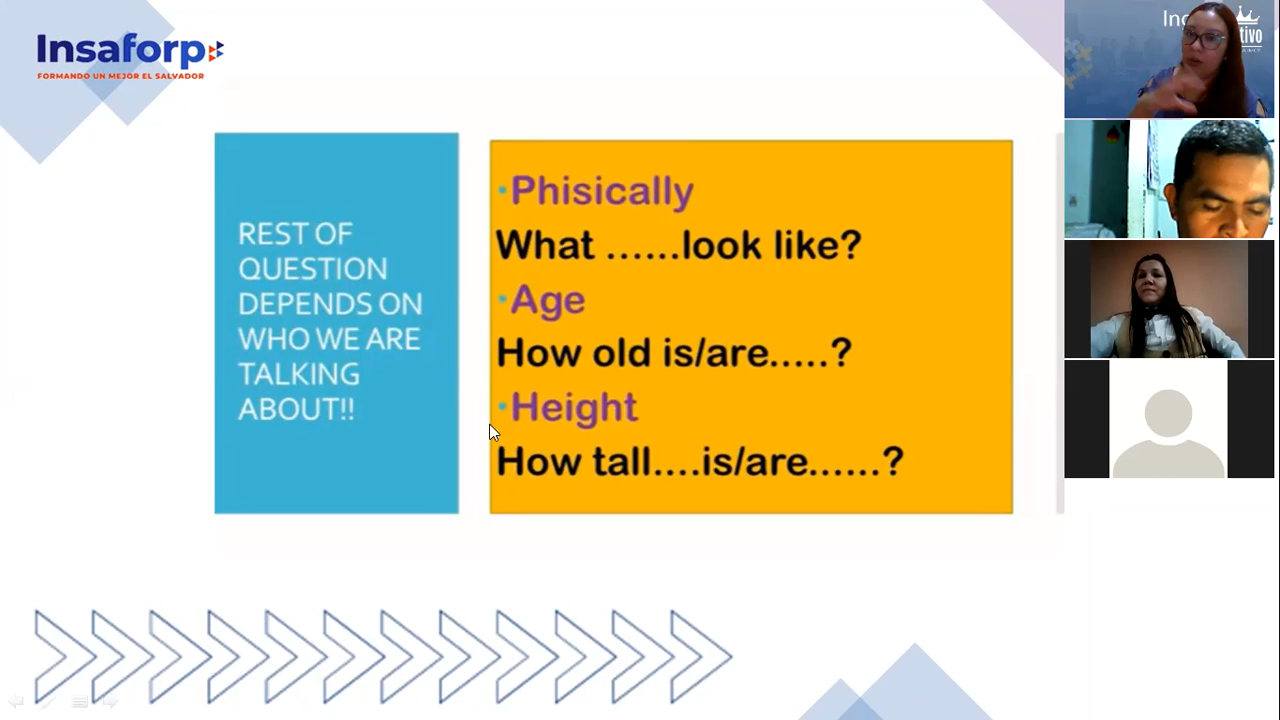 Insaforp
FORMANDO UN MEJOR EL SALVADOR
REST OF
QUESTION
DEPENDS ON
WHO WE ARE
TALKING
ABOUT!!
•Phisically
What ......look like?
•Age
How old is/are.....?
•Height
How tall....is/are......?
tivo